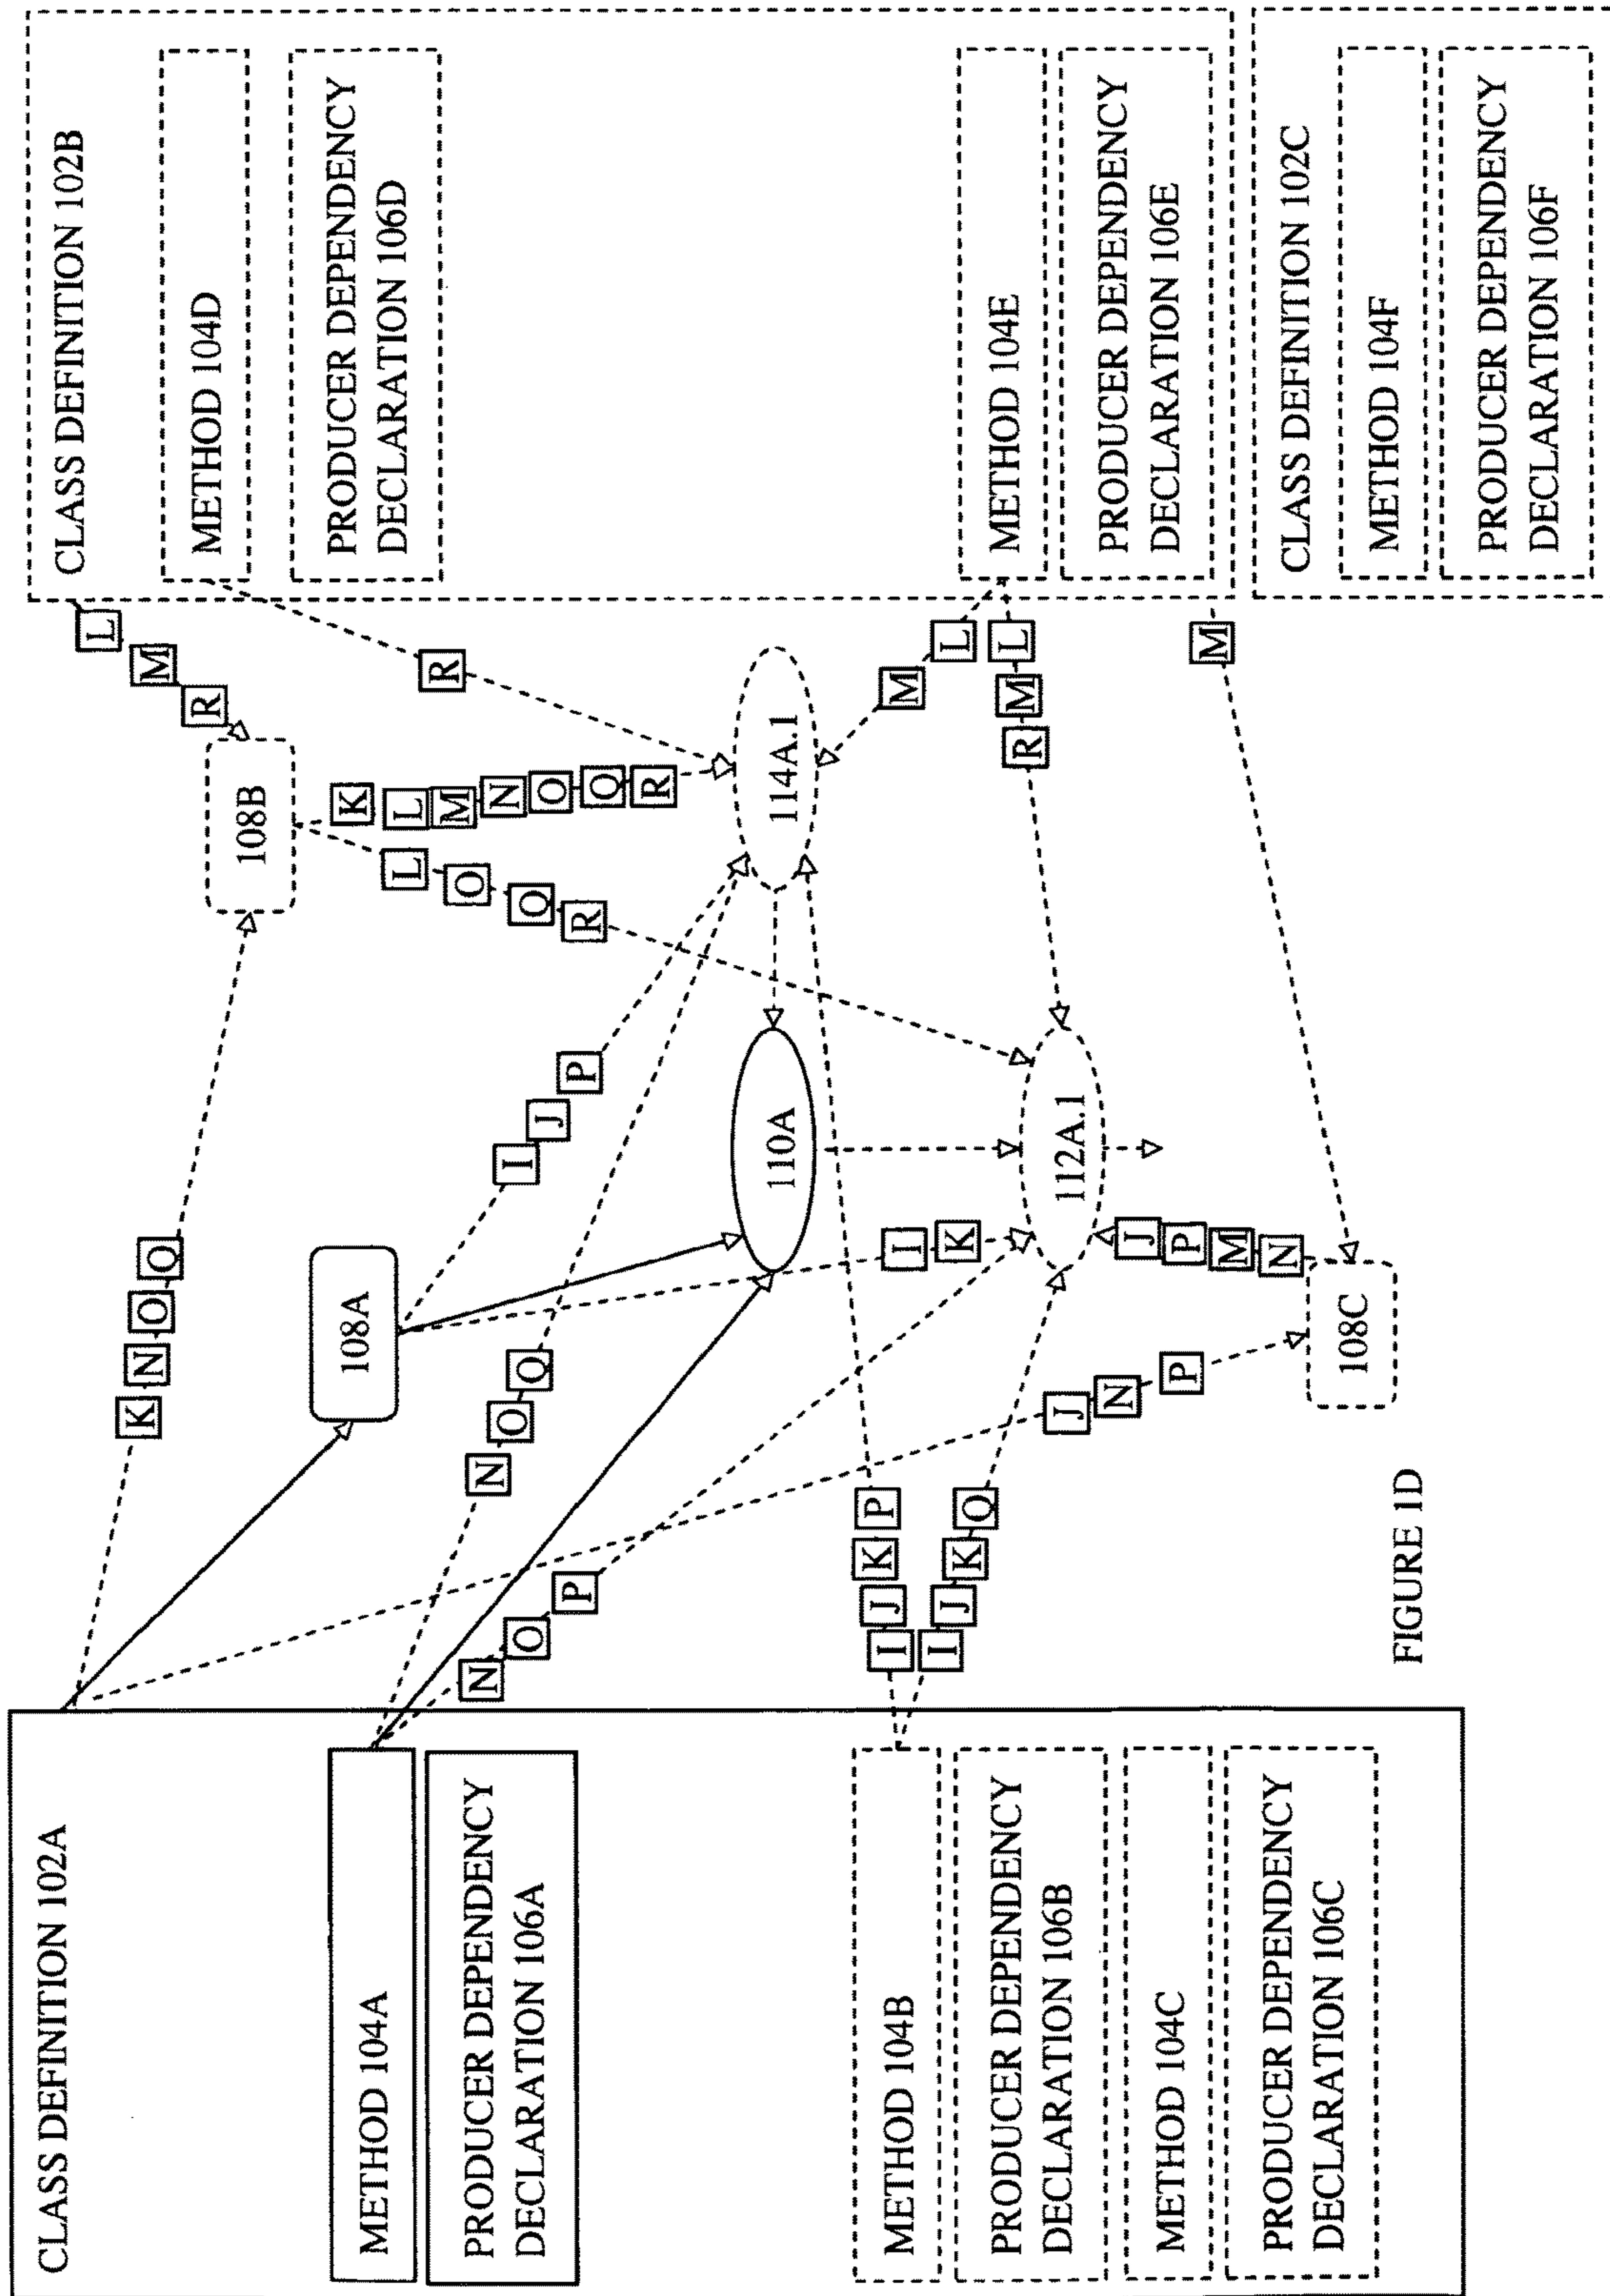 CLASS DEFINITION 102A
METHOD 104A
PRODUCER DEPENDENCY
DECLARATION 106A
METHOD 104B
PRODUCER DEPENDENCY
DECLARATION 106B
METHOD 104C
PRODUCER DEPENDENCY
DECLARATION 106C
K N O Q
108A
N O Q
N O P
I J P
I K
I J K P
I J K Q
J N P
110A
112A.1
J P M N
108C
108B
K L M N O Q R
L O Q R
114A.1
L M R
R
M L
R M L
M
CLASS DEFINITION 102B
METHOD 104D
PRODUCER DEPENDENCY
DECLARATION 106D
METHOD 104E
PRODUCER DEPENDENCY
DECLARATION 106E
CLASS DEFINITION 102C
METHOD 104F
PRODUCER DEPENDENCY
DECLARATION 106F
FIGURE 1D